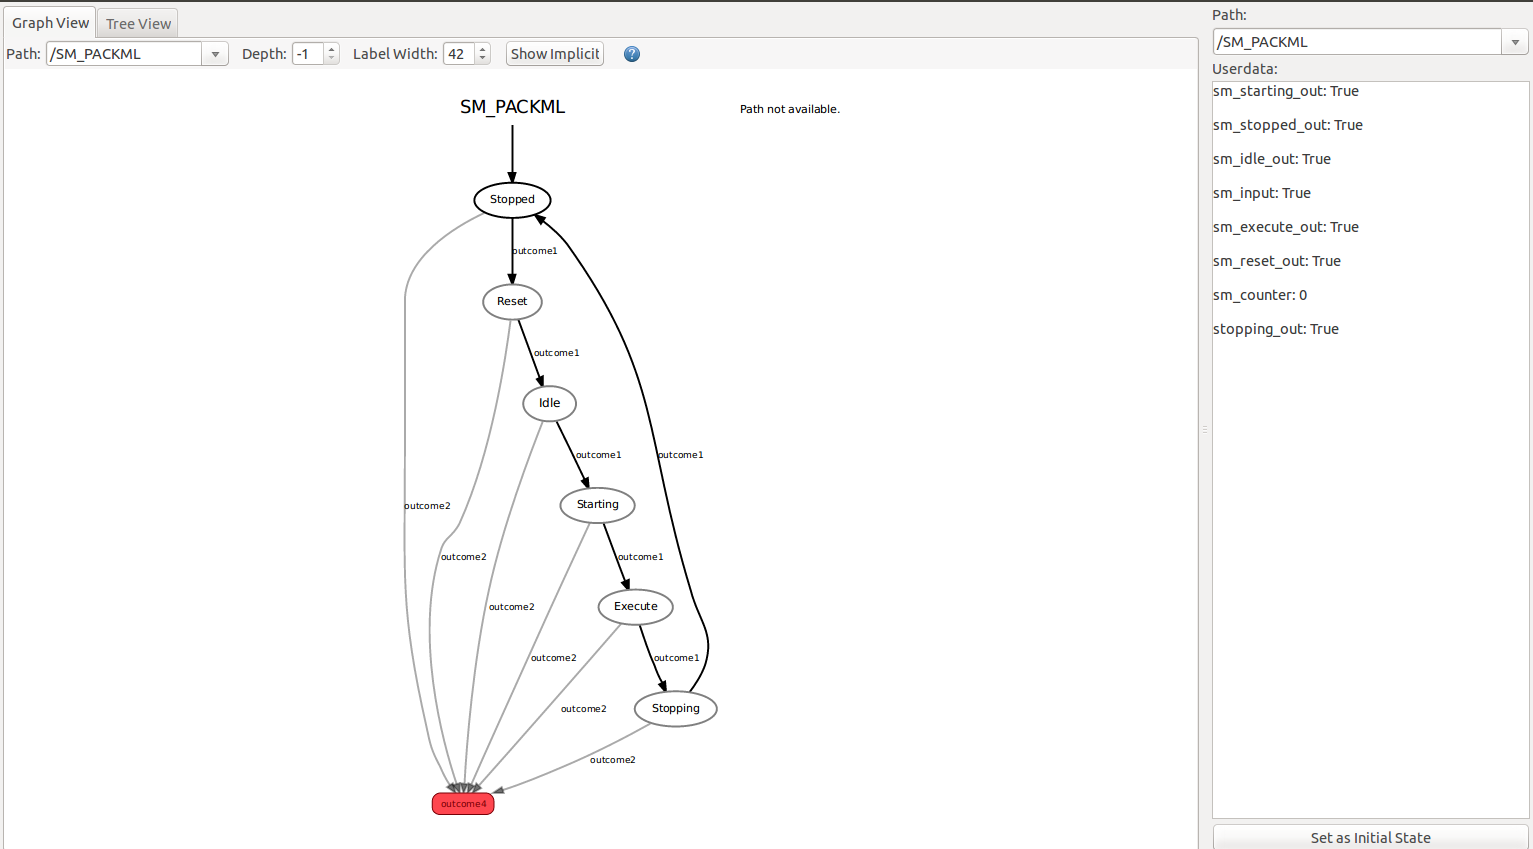 Graph View
Tree View
Path: /SM_PACKML Depth: -1 Label Width: 42 Show Implicit
SM_PACKML
Path not available.
Stopped
outcome1
Reset
outcome1
Idle
outcome1
outcome1
outcome2
Starting
outcome2
outcome1
outcome2
Execute
outcome2
outcome1
outcome2
Stopping
outcome2
outcome4
Path:
/SM_PACKML
Userdata:
sm_starting_out: True
sm_stopped_out: True
sm_idle_out: True
sm_input: True
sm_execute_out: True
sm_reset_out: True
sm_counter: 0
stopping_out: True
Set as Initial State